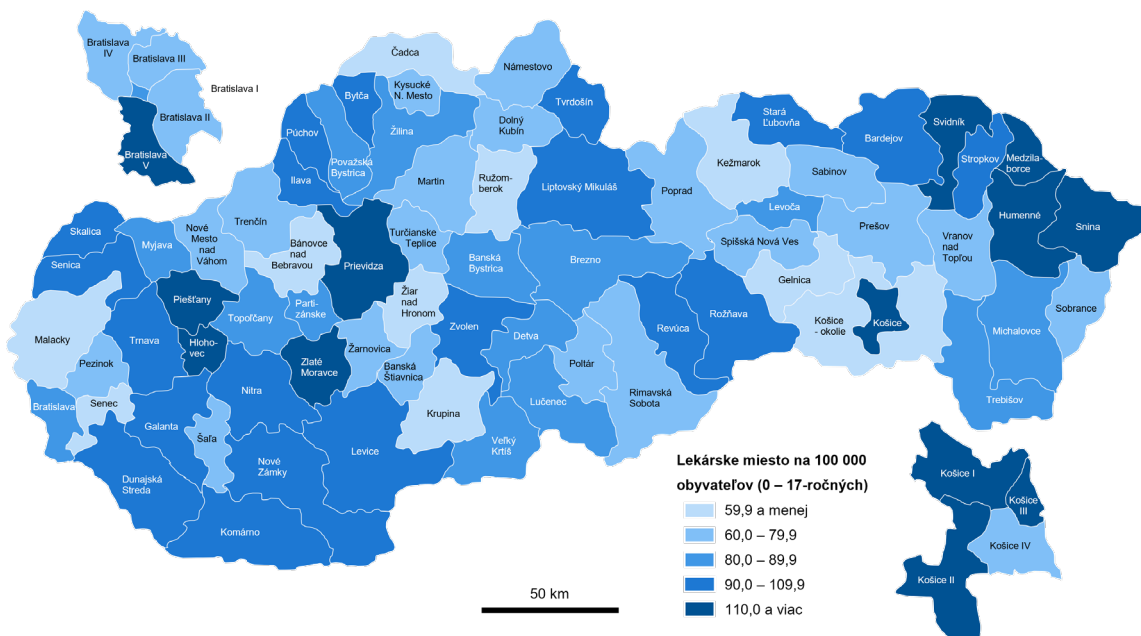 Bratislava
IV
Bratislava III
Bratislava I
Bratislava II
Bratislava
V
Čadca
Námestovo
Kysucké
N. Mesto
Bytča
Tvrdošín
Dolný
Kubín
Púchov
Žilina
Považská
Bystrica
Ilava
Martin
Ružom-
berok
Liptovský Mikuláš
Poprad
Kežmarok
Stará
Ľubovňa
Bardejov
Svidník
Stropkov
Medzila-
borce
Sabinov
Levoča
Prešov
Humenné
Snina
Vranov
nad
Topľou
Spišská Nová Ves
Gelnica
Košice
- okolie
Košice
Sobrance
Michalovce
Trebišov
Skalica
Senica
Myjava
Nové
Mesto
nad
Váhom
Trenčín
Bánovce
nad
Bebravou
Prievidza
Turčianske
Teplice
Banská
Bystrica
Brezno
Rožňava
Revúca
Piešťany
Topoľčany
Parti-
zánske
Žiar
nad
Hronom
Zvolen
Detva
Poltár
Rimavská
Sobota
Malacky
Trnava
Hloho-
vec
Zlaté
Moravce
Žarnovica
Banská
Štiavnica
Pezinok
Bratislava
Senec
Nitra
Krupina
Lučenec
Galanta
Šaľa
Veľký
Krtíš
Dunajská
Streda
Nové
Zámky
Levice
Komárno
Lekárske miesto na 100 000
obyvateľov (0 – 17-ročných)
59,9 a menej
60,0 – 79,9
80,0 – 89,9
90,0 – 109,9
110,0 a viac
50 km
Košice I
Košice
III
Košice IV
Košice II